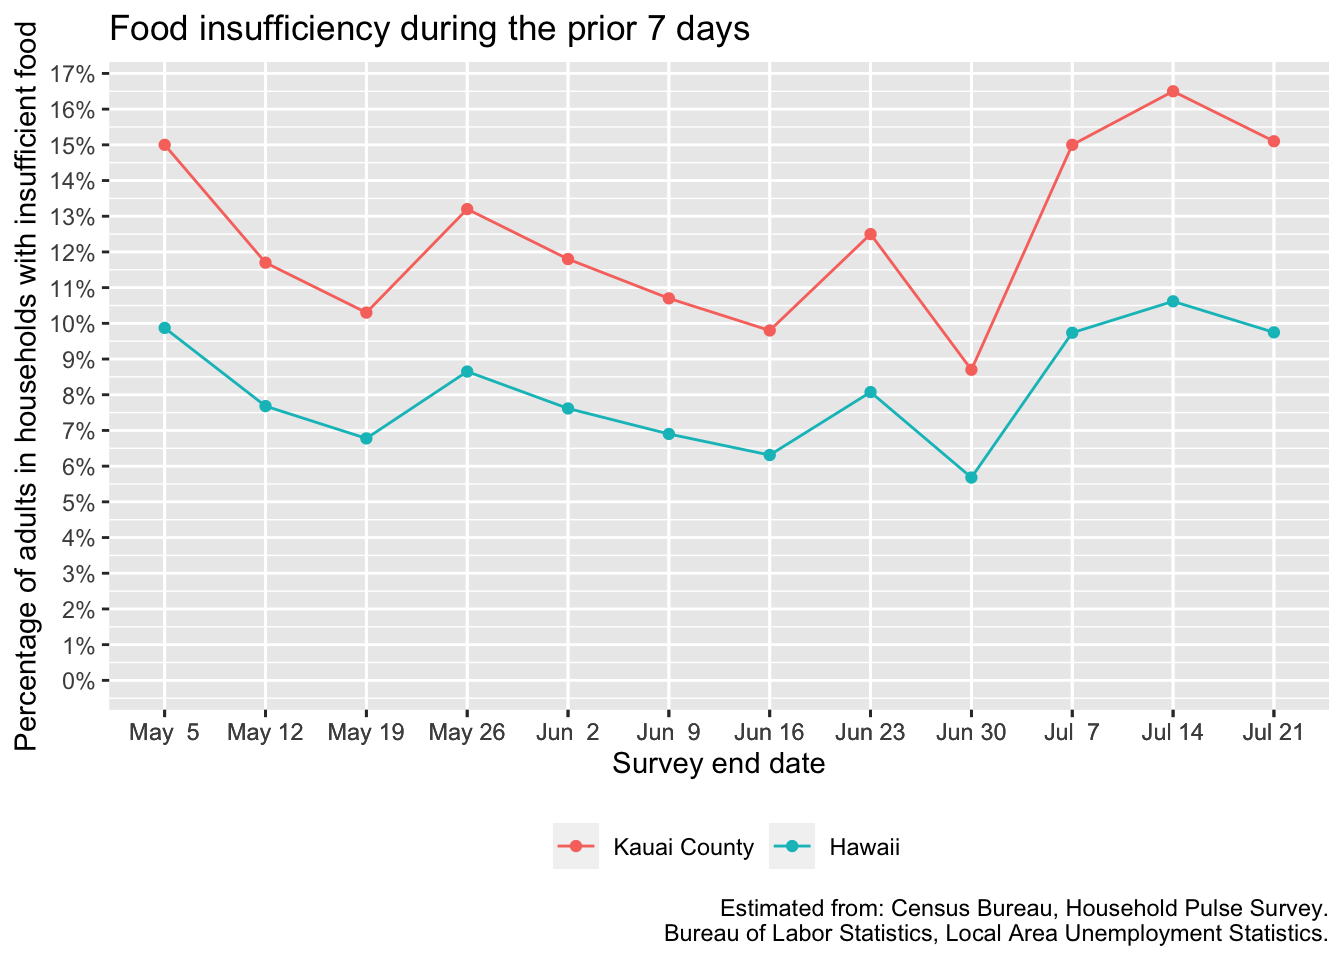 Food insufficiency during the prior 7 days
Percentage of adults in households with insufficient food
17%
16%
15%
14%
13%
12%
11%
10%
9%
8%
7%
6%
5%
4%
3%
2%
1%
0%
May 5 May 12 May 19 May 26 Jun 2 Jun 9 Jun 16 Jun 23 Jun 30 Jul 7 Jul 14 Jul 21
Survey end date
Kauai County Hawaii
Estimated from: Census Bureau, Household Pulse Survey.
Bureau of Labor Statistics, Local Area Unemployment Statistics.